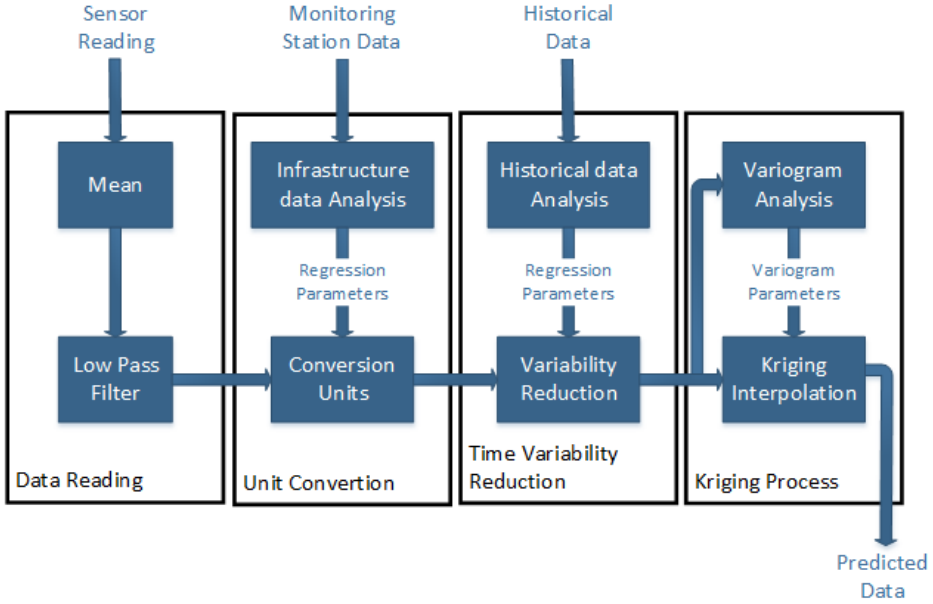 Sensor
Reading
Monitoring
Station Data
Historical
Data
Mean
Low Pass
Filter
Data Reading
Infrastructure
data Analysis
Regression
Parameters
Conversion
Units
Unit Convertion
Historical data
Analysis
Regression
Parameters
Variability
Reduction
Time Variability
Reduction
Variogram
Analysis
Variogram
Parameters
Kriging
Interpolation
Kriging Process
Predicted
Data